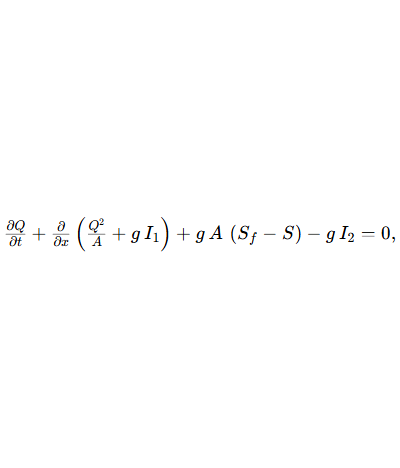 ∂Q/∂t + ∂/∂x (Q²/A + g I₁) + g A (S_f − S) − g I₂ = 0,